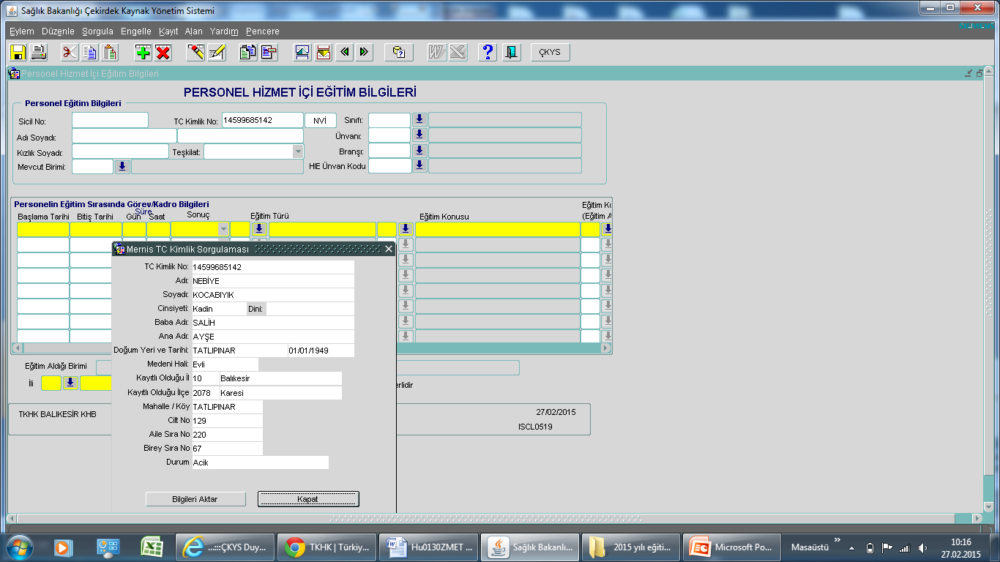 Sağlık Bakanlığı Çekirdek Kaynak Yönetim Sistemi
Eylem Düzenle Sorgula Engelle Kayıt Alan Yardım Pencere
ÇKYS
Personel Hizmet İçi Eğitim Bilgileri
PERSONEL HİZMET İÇİ EĞİTİM BİLGİLERİ
Personel Eğitim Bilgileri
Sicil No: TC Kimlik No: 14599685142 NVİ Sınıfı:
Adı Soyadı: Ünvanı:
Kızlık Soyadı: Teşkilat: Branşı:
Mevcut Birimi: HIE Ünvan Kodu
Personelin Eğitim Sırasında Görev/Kadro Bilgileri
Süre
Başlama Tarihi Bitiş Tarihi Gün Saat Sonuç Eğitim Türü Eğitim Konusu
Mernis TC Kimlik Sorgulaması
TC Kimlik No: 14599685142
Adı: NEBİYE
Soyadı: KOCABIYIK
Cinsiyeti: Kadin Dini:
Baba Adı: SALİH
Ana Adı: AYŞE
Doğum Yeri ve Tarihi: TATLIPINAR 01/01/1949
Medeni Hali: Evli
Kayıtlı Olduğu İl 10 Balıkesir
Kayıtlı Olduğu İlçe 2078 Karesi
Mahalle / Köy TATLIPINAR
Cilt No 129
Aile Sıra No 220
Birey Sıra No 67
Durum Acik
Bilgileri Aktar Kapat
Eğitim Aldığı Birimi
İli
TKHK BALIKESİR KHB 27/02/2015
ISCL0519
...:::ÇKYS Duy... TKHK | Türkiy... Hu0130ZMET ... Sağlık Bakanlı... 2015 yılı eğiti... Microsoft Po... Masaüstü 10:16
27.02.2015